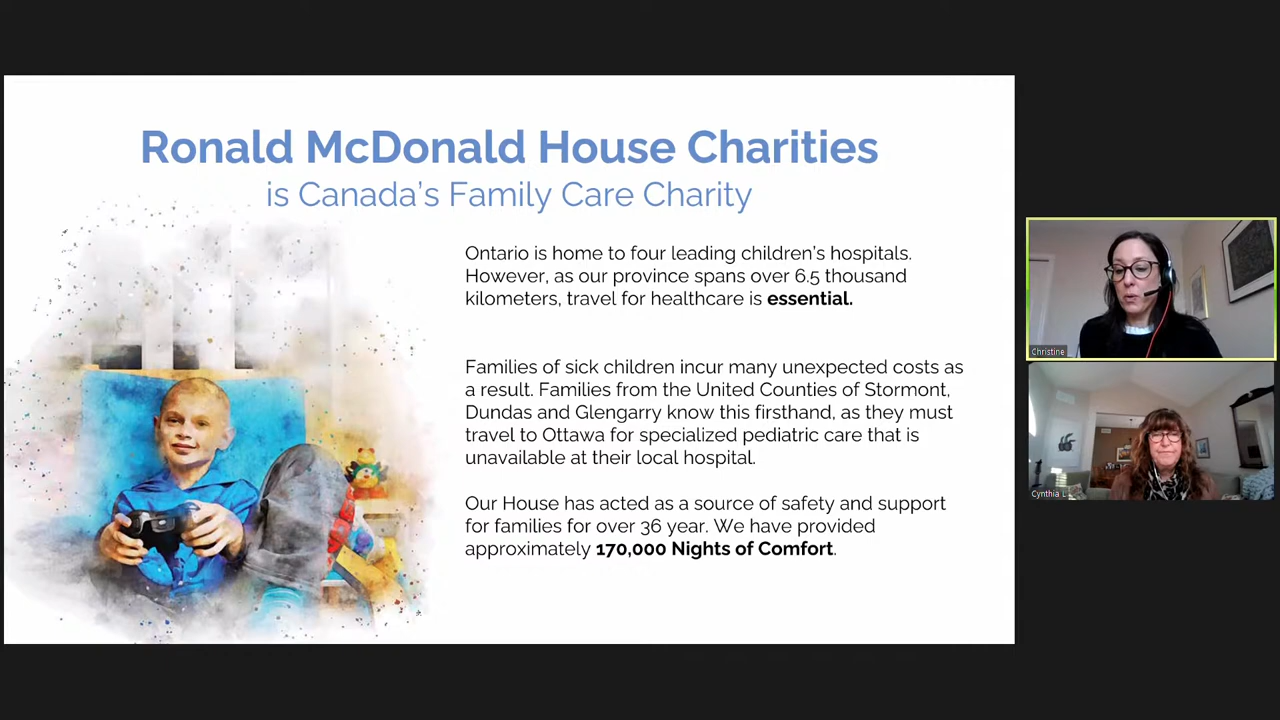 Ronald McDonald House Charities
is Canada's Family Care Charity
Ontario is home to four leading children's hospitals.
However, as our province spans over 6.5 thousand
kilometers, travel for healthcare is essential.
Families of sick children incur many unexpected costs as
a result. Families from the United Counties of Stormont,
Dundas and Glengarry know this firsthand, as they must
travel to Ottawa for specialized pediatric care that is
unavailable at their local hospital.
Our House has acted as a source of safety and support
for families for over 36 year. We have provided
approximately 170,000 Nights of Comfort.
Christine
Cynthia L